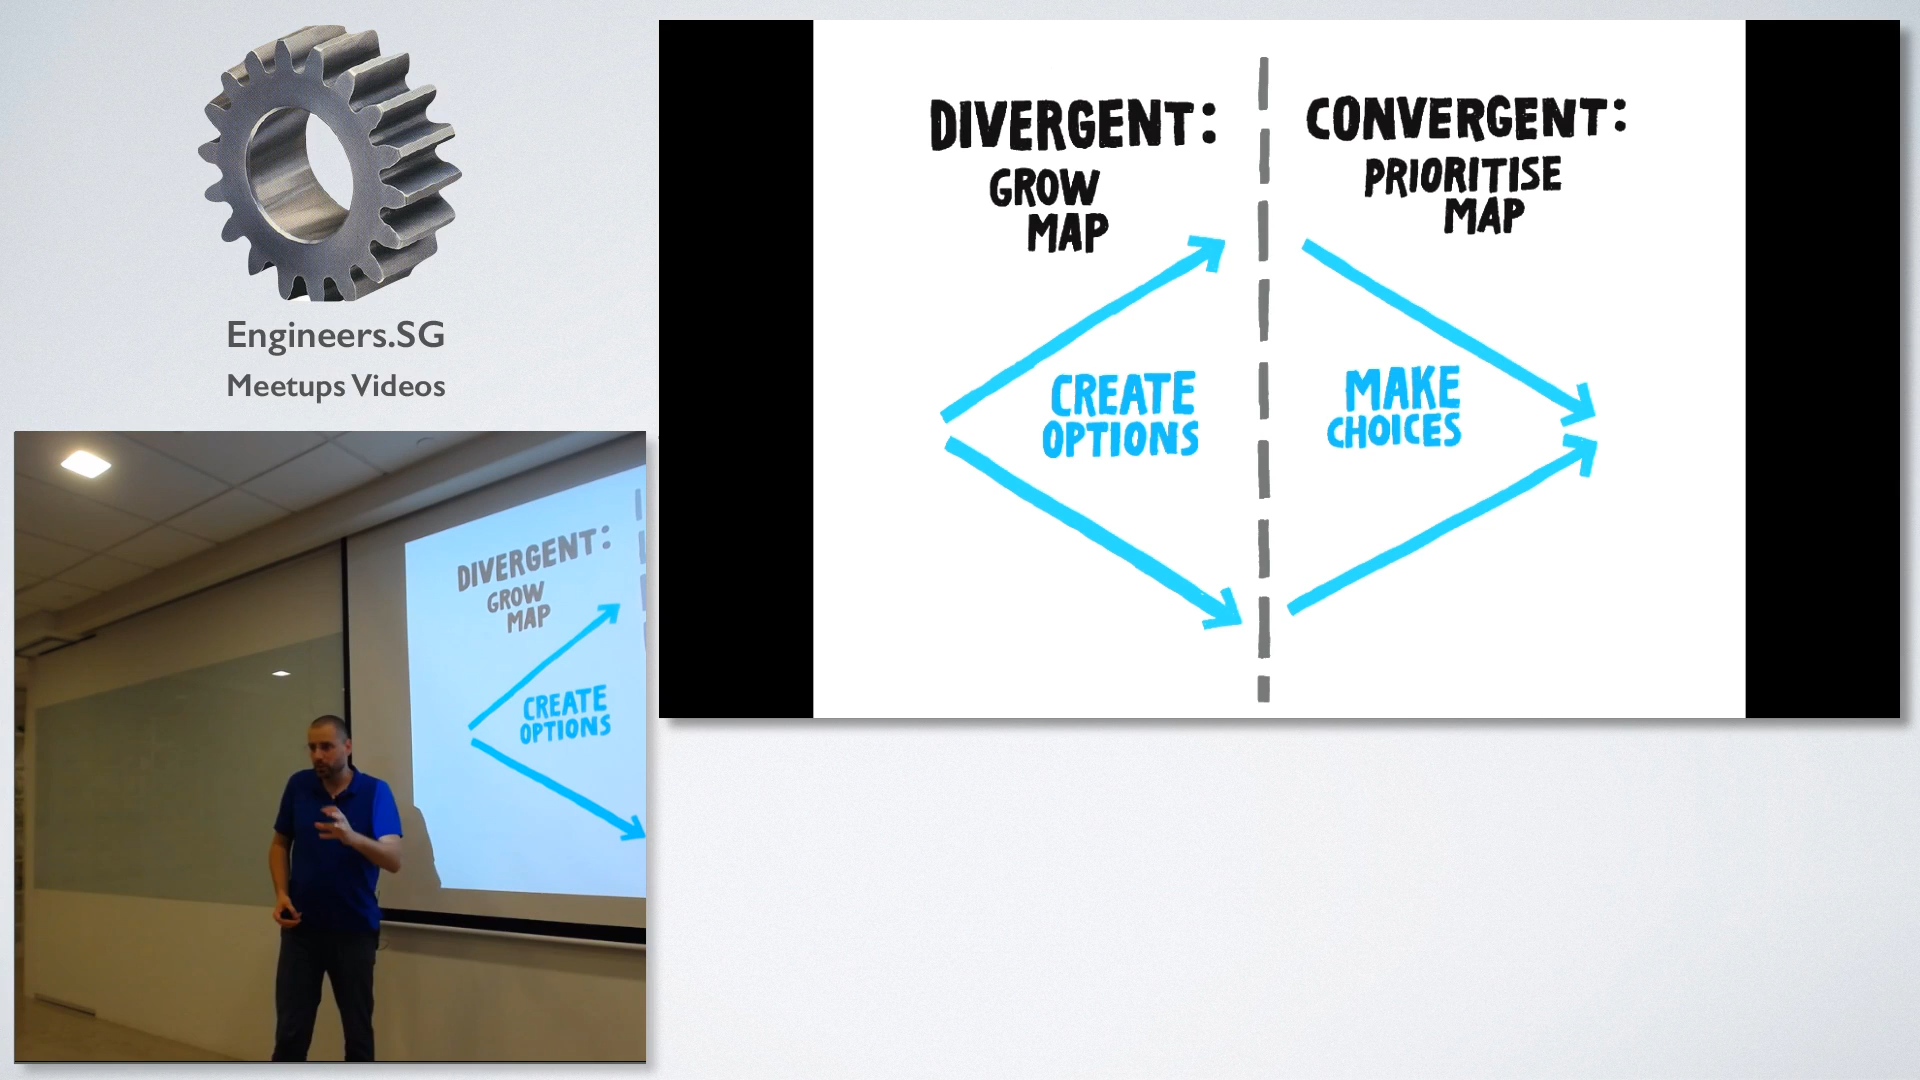 Engineers.SG
Meetups Videos
DIVERGENT:
GROW
MAP
CREATE
OPTIONS
CONVERGENT:
PRIORITISE
MAP
MAKE
CHOICES
DIVERGENT:
GROW
MAP
CREATE
OPTIONS